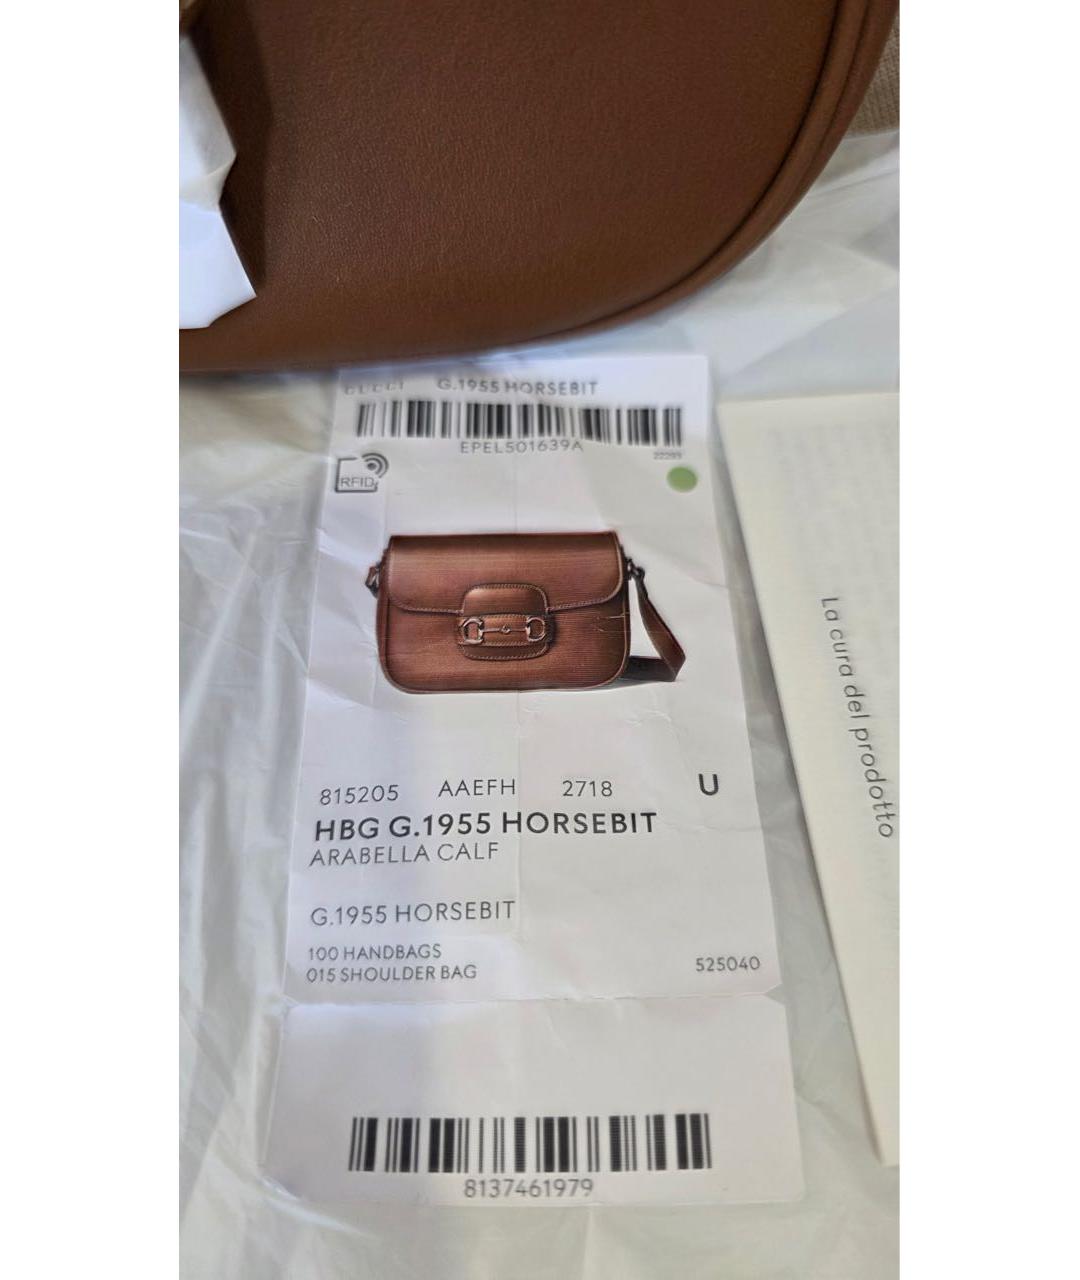 GUCCI G.1955 HORSEBIT
EPEL501639A
22299
RFID
815205 AAEFH 2718 U
HBG G.1955 HORSEBIT
ARABELLA CALF
G.1955 HORSEBIT
100 HANDBAGS
015 SHOULDER BAG 525040
8137461979
La cura del prodotto